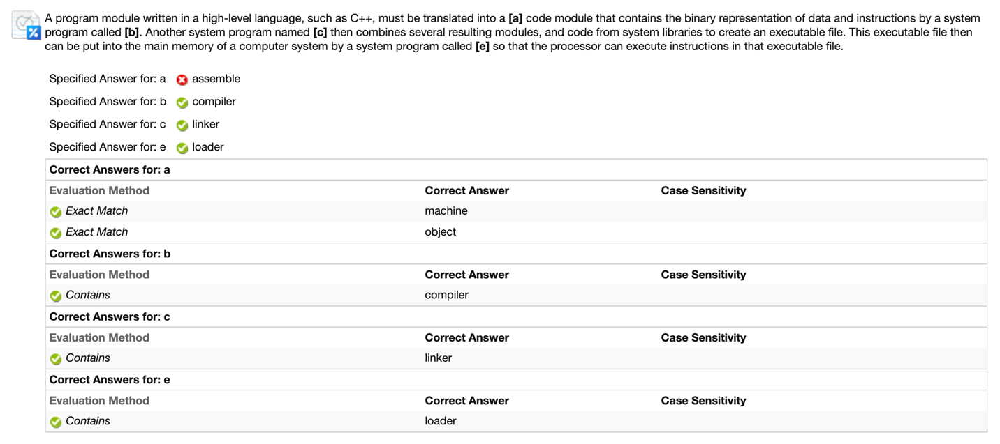 A program module written in a high-level language, such as C++, must be translated into a [a] code module that contains the binary representation of data and instructions by a system
program called [b]. Another system program named [c] then combines several resulting modules, and code from system libraries to create an executable file. This executable file then
can be put into the main memory of a computer system by a system program called [e] so that the processor can execute instructions in that executable file.
Specified Answer for: a assemble
Specified Answer for: b compiler
Specified Answer for: c linker
Specified Answer for: e loader
Correct Answers for: a
Evaluation Method Correct Answer Case Sensitivity
Exact Match machine
Exact Match object
Correct Answers for: b
Evaluation Method Correct Answer Case Sensitivity
Contains compiler
Correct Answers for: c
Evaluation Method Correct Answer Case Sensitivity
Contains linker
Correct Answers for: e
Evaluation Method Correct Answer Case Sensitivity
Contains loader